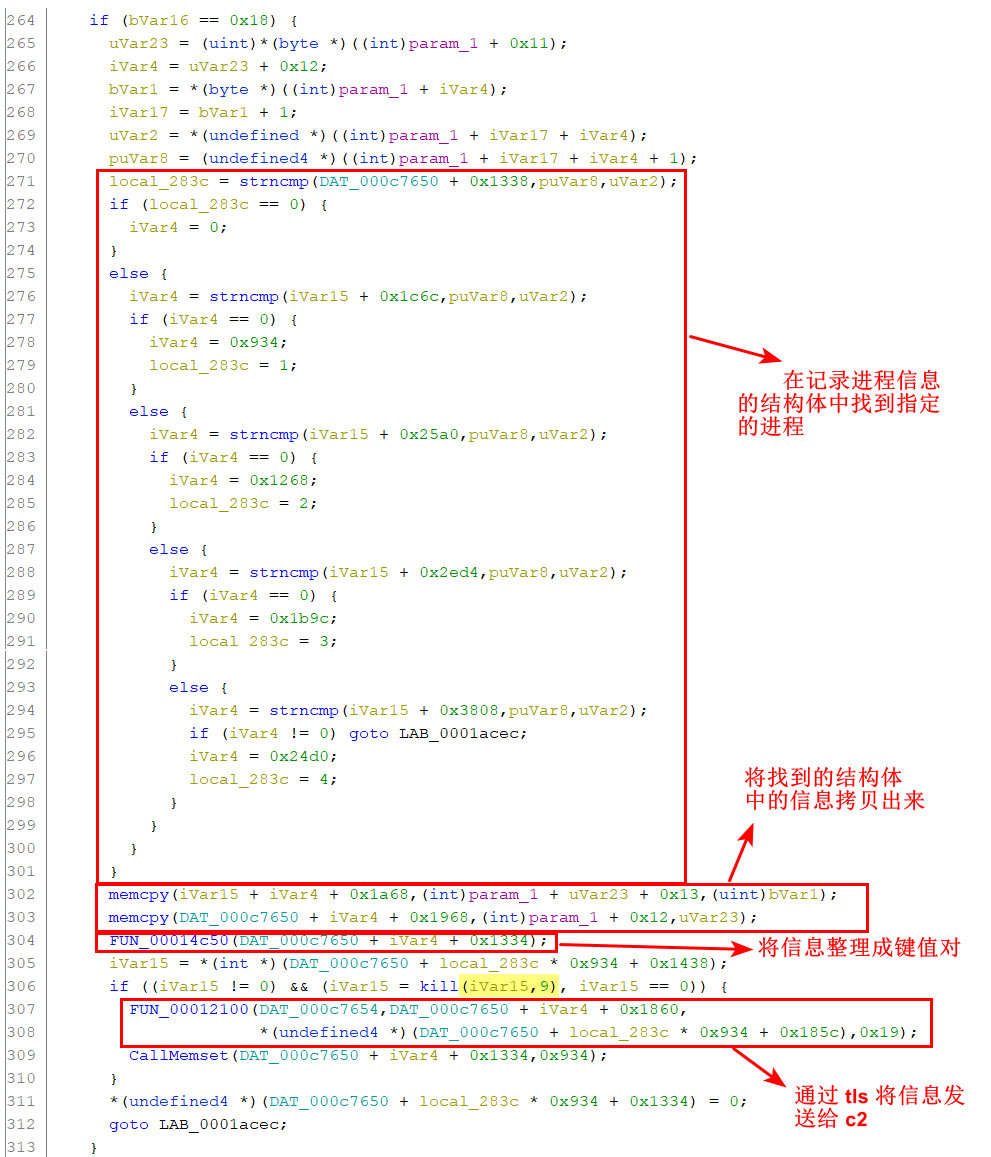 264 if (bVar16 == 0x18) {
265 uVar23 = (uint)*(byte *)((int)param_1 + 0x11);
266 iVar4 = uVar23 + 0x12;
267 bVar1 = *(byte *)((int)param_1 + iVar4);
268 iVar17 = bVar1 + 1;
269 uVar2 = *(undefined *)((int)param_1 + iVar17 + iVar4);
270 puVar8 = (undefined4 *)((int)param_1 + iVar17 + iVar4 + 1);
271 local_283c = strncmp(DAT_000c7650 + 0x1338,puVar8,uVar2);
272 if (local_283c == 0) {
273 iVar4 = 0;
274 }
275 else {
276 iVar4 = strncmp(iVar15 + 0x1c6c,puVar8,uVar2);
277 if (iVar4 == 0) {
278 iVar4 = 0x934;
279 local_283c = 1;
280 }
281 else {
282 iVar4 = strncmp(iVar15 + 0x25a0,puVar8,uVar2);
283 if (iVar4 == 0) {
284 iVar4 = 0x1268;
285 local_283c = 2;
286 }
287 else {
288 iVar4 = strncmp(iVar15 + 0x2ed4,puVar8,uVar2);
289 if (iVar4 == 0) {
290 iVar4 = 0x1b9c;
291 local 283c = 3;
292 }
293 else {
294 iVar4 = strncmp(iVar15 + 0x3808,puVar8,uVar2);
295 if (iVar4 != 0) goto LAB_0001acec;
296 iVar4 = 0x24d0;
297 local_283c = 4;
298 }
299 }
300 }
301 }
302 memcpy(iVar15 + iVar4 + 0x1a68,(int)param_1 + uVar23 + 0x13,(uint)bVar1);
303 memcpy(DAT_000c7650 + iVar4 + 0x1968,(int)param_1 + 0x12,uVar23);
304 FUN_00014c50(DAT_000c7650 + iVar4 + 0x1334);
305 iVar15 = *(int *)(DAT_000c7650 + local_283c * 0x934 + 0x1438);
306 if ((iVar15 != 0) && (iVar15 = kill(iVar15,9), iVar15 == 0)) {
307 FUN_00012100(DAT_000c7654,DAT_000c7650 + iVar4 + 0x1860,
308 *(undefined4 *)(DAT_000c7650 + local_283c * 0x934 + 0x185c),0x19);
309 CallMemset(DAT_000c7650 + iVar4 + 0x1334,0x934);
310 }
311 *(undefined4 *)(DAT_000c7650 + local_283c * 0x934 + 0x1334) = 0;
312 goto LAB_0001acec;
313 }
在记录进程信息
的结构体中找到指定
的进程
将找到的结构体
中的信息拷贝出来
将信息整理成键值对
通过 tls 将信息发
送给 c2